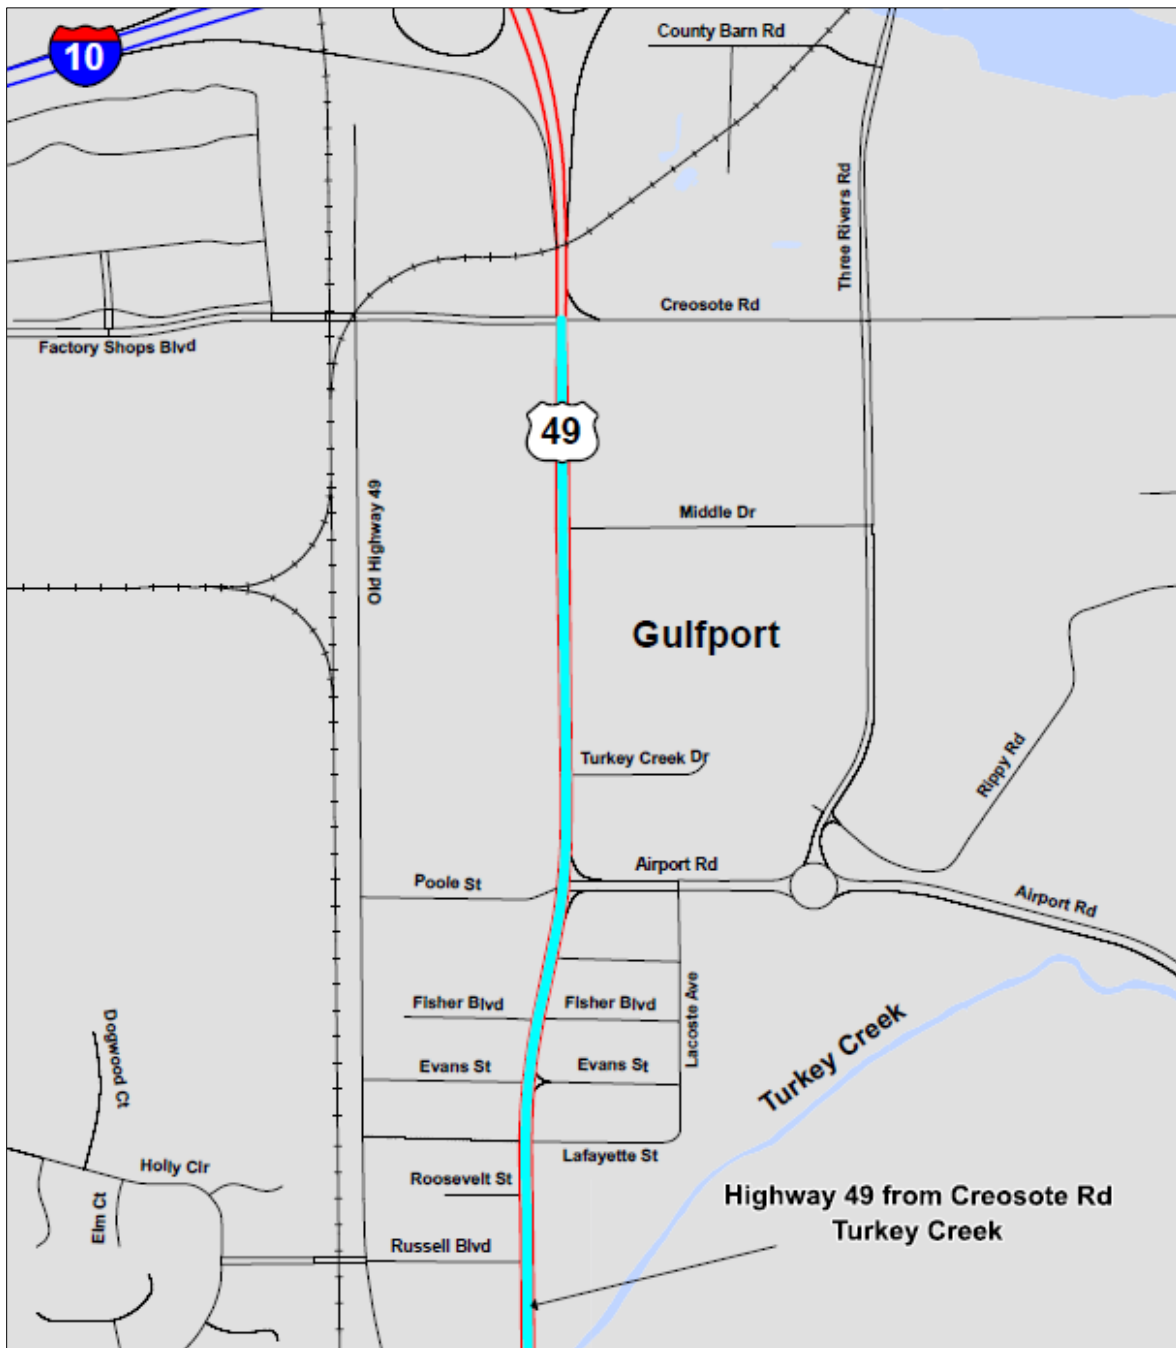 County Barn Rd
10
Three Rivers Rd
Creosote Rd
Factory Shops Blvd
49
Old Highway 49
Middle Dr
Gulfport
Turkey Creek Dr
Rippy Rd
Airport Rd
Poole St
Airport Rd
Lacoste Ave
Fisher Blvd
Fisher Blvd
Turkey Creek
Dogwood Ct
Evans St
Evans St
Lafayette St
Holly Cir
Roosevelt St
Elm Ct
Highway 49 from Creosote Rd
Turkey Creek
Russell Blvd